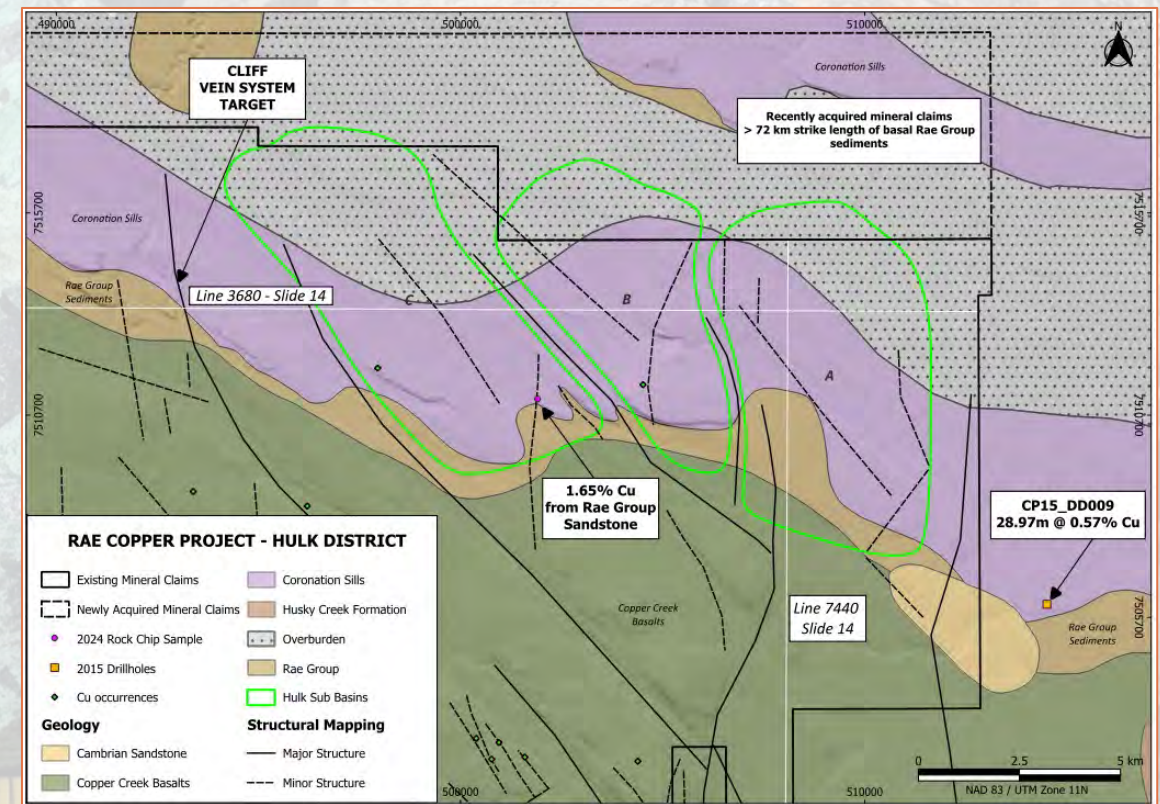 490000
500000
510000
N
CLIFF
VEIN SYSTEM
TARGET
Coronation Sills
Recently acquired mineral claims
> 72 km strike length of basal Rae Group
sediments
7515700
7515700
Coronation Sills
Rae Group
Sediments
Line 3680 - Slide 14
C
B
A
7510700
7510700
1.65% Cu
from Rae Group
Sandstone
CP15_DD009
28.97m @ 0.57% Cu
Copper Creek
Basalts
Line 7440
Slide 14
7505700
Rae Group
Sediments
RAE COPPER PROJECT - HULK DISTRICT
Existing Mineral Claims
Newly Acquired Mineral Claims
2024 Rock Chip Sample
2015 Drillholes
Cu occurrences
Geology
Cambrian Sandstone
Copper Creek Basalts
Coronation Sills
Husky Creek Formation
Overburden
Rae Group
Hulk Sub Basins
Structural Mapping
Major Structure
Minor Structure
0 2.5 5 km
NAD 83 / UTM Zone 11N
500000
510000